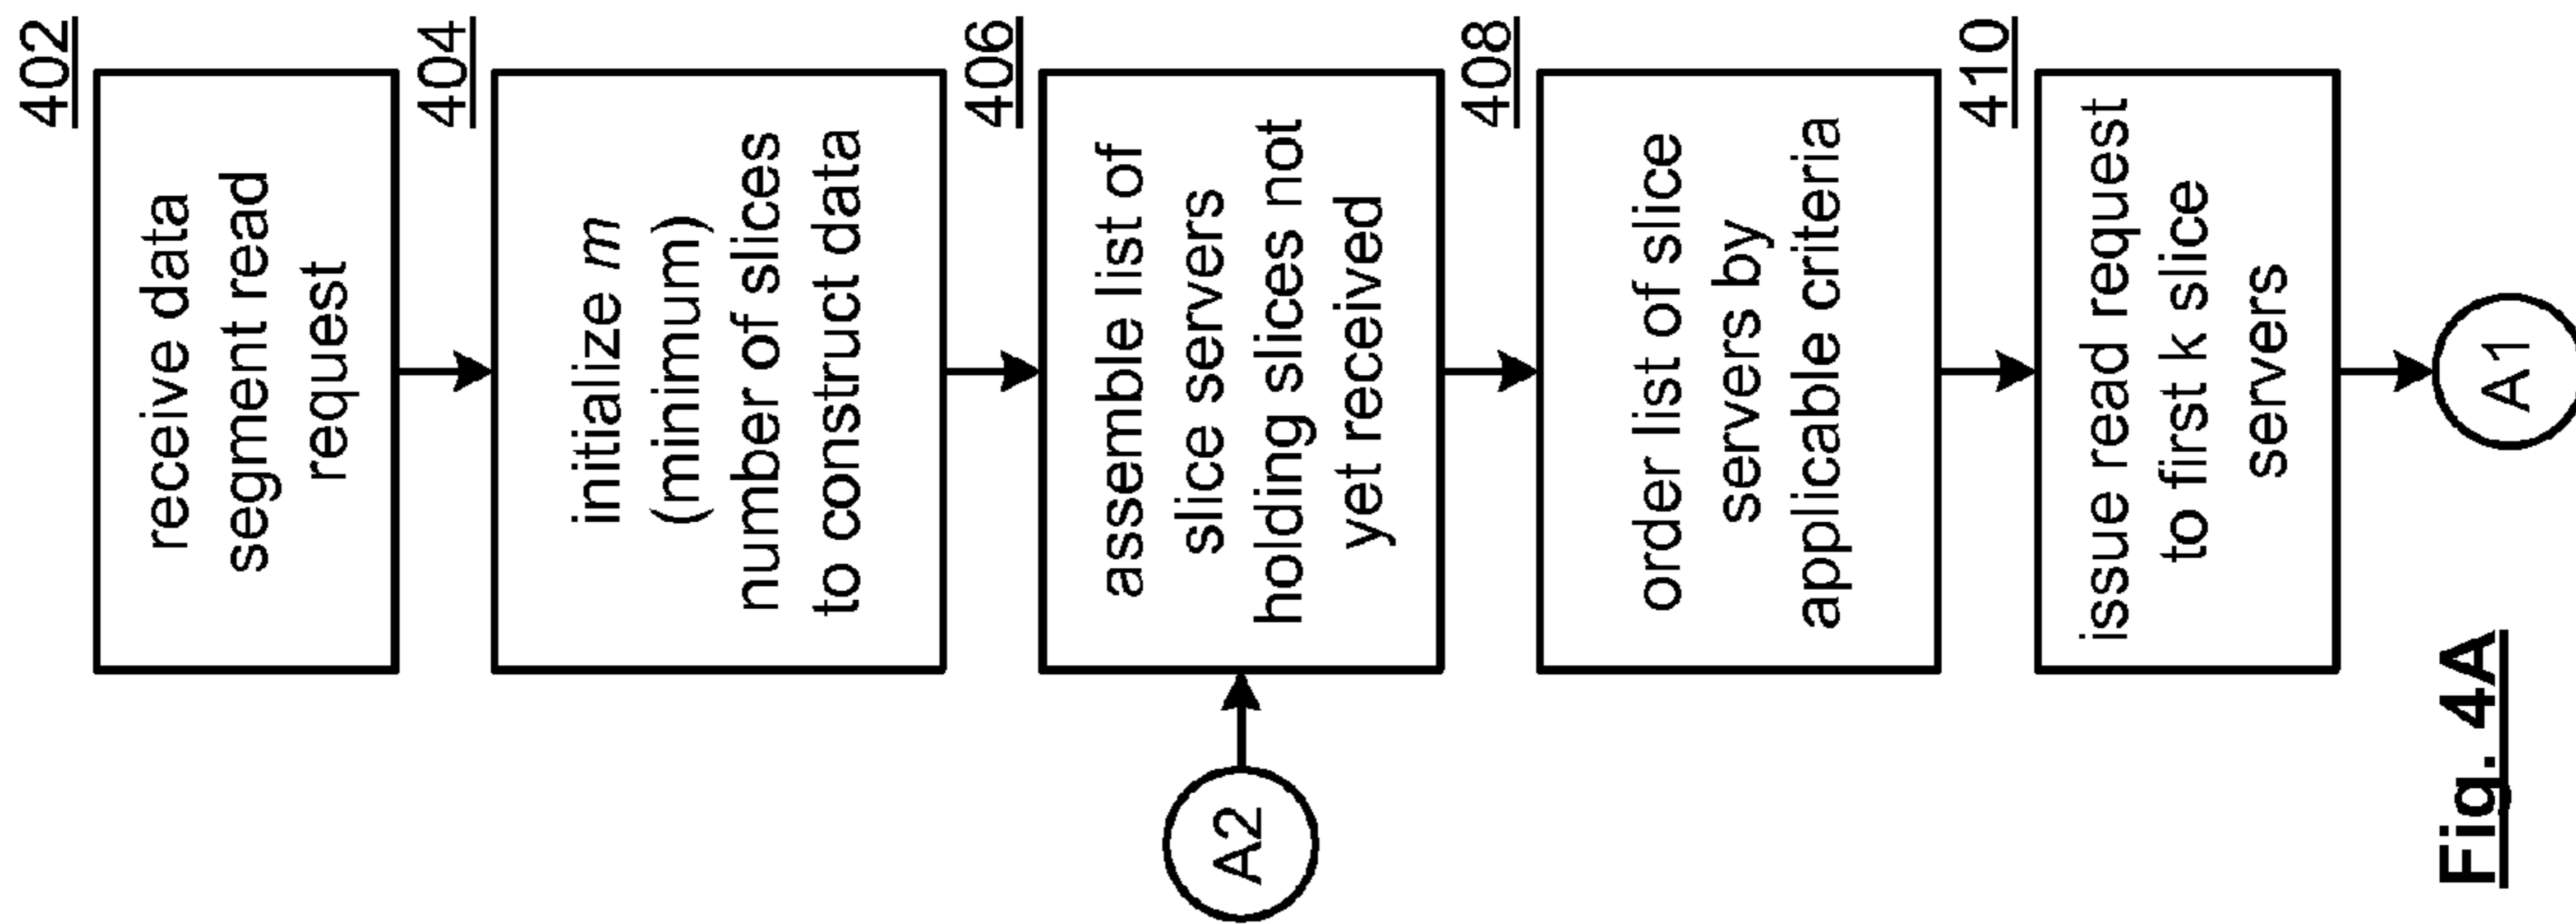 402
receive data
segment read
request
404
initialize m
(minimum)
number of slices
to construct data
406
assemble list of
slice servers
holding slices not
yet received
A2
408
order list of slice
servers by
applicable criteria
410
issue read request
to first k slice
servers
A1
Fig. 4A